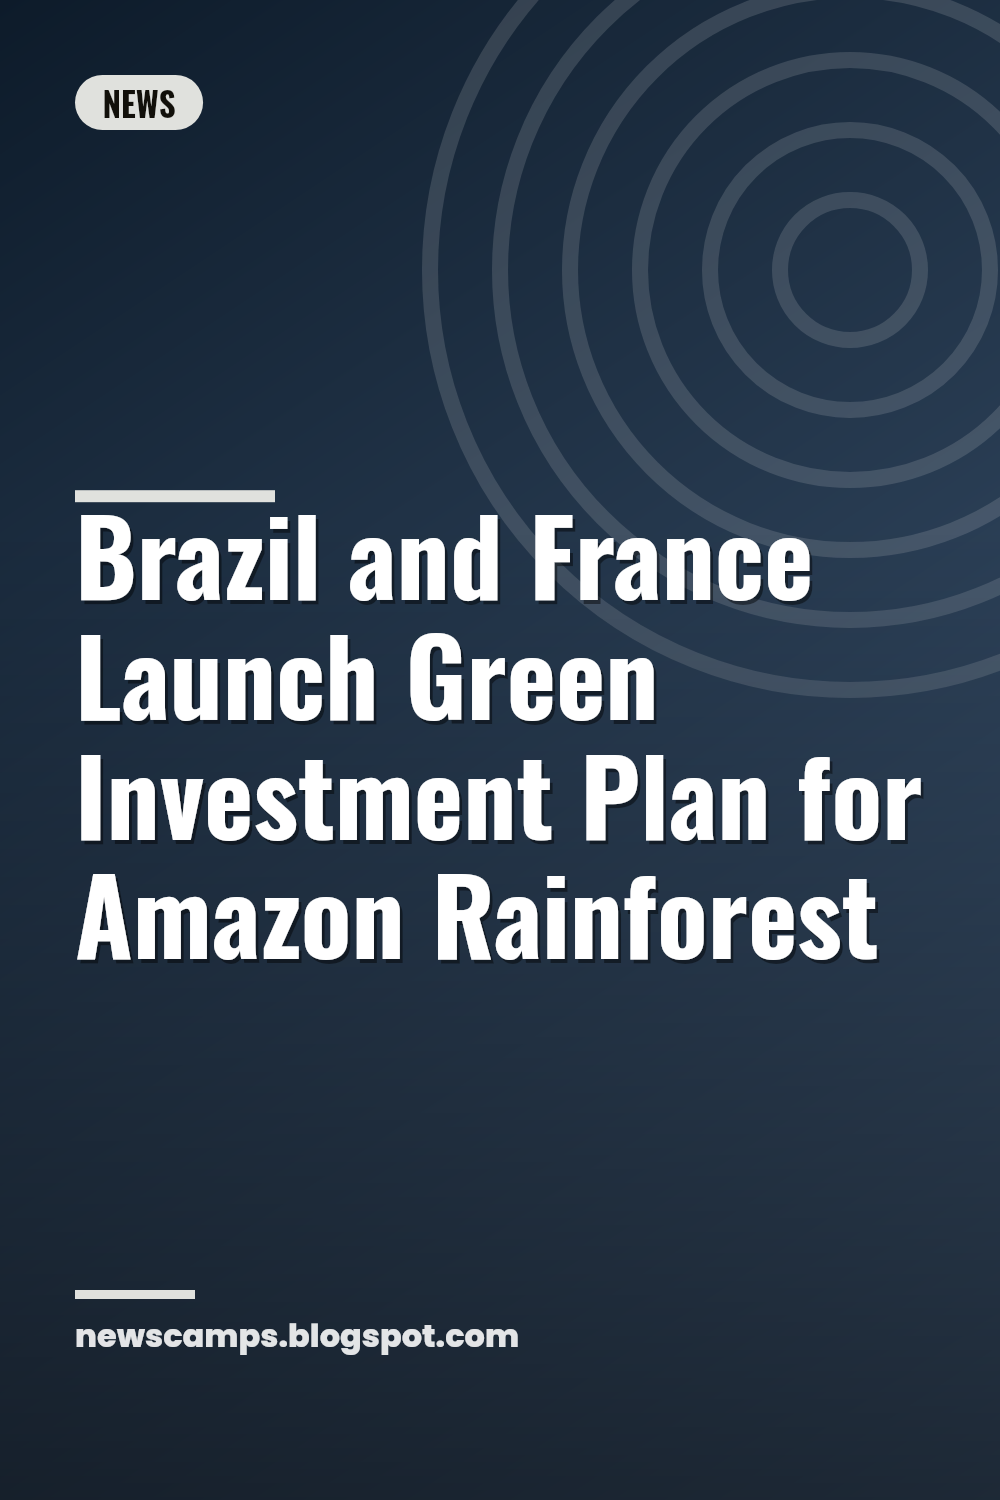 NEWS
Brazil and France
Launch Green
Investment Plan for
Amazon Rainforest
newscamps.blogspot.com